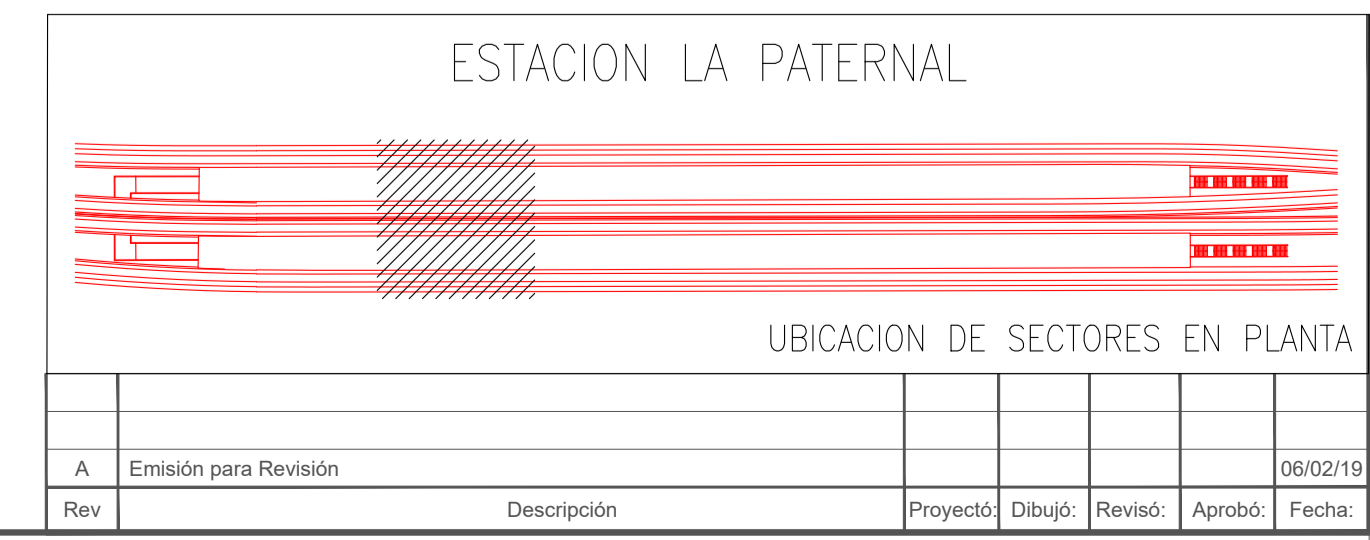 ESTACION LA PATERNAL
UBICACION DE SECTORES EN PLANTA
A Emisión para Revisión 06/02/19
Rev Descripción Proyectó: Dibujó: Revisó: Aprobó: Fecha: